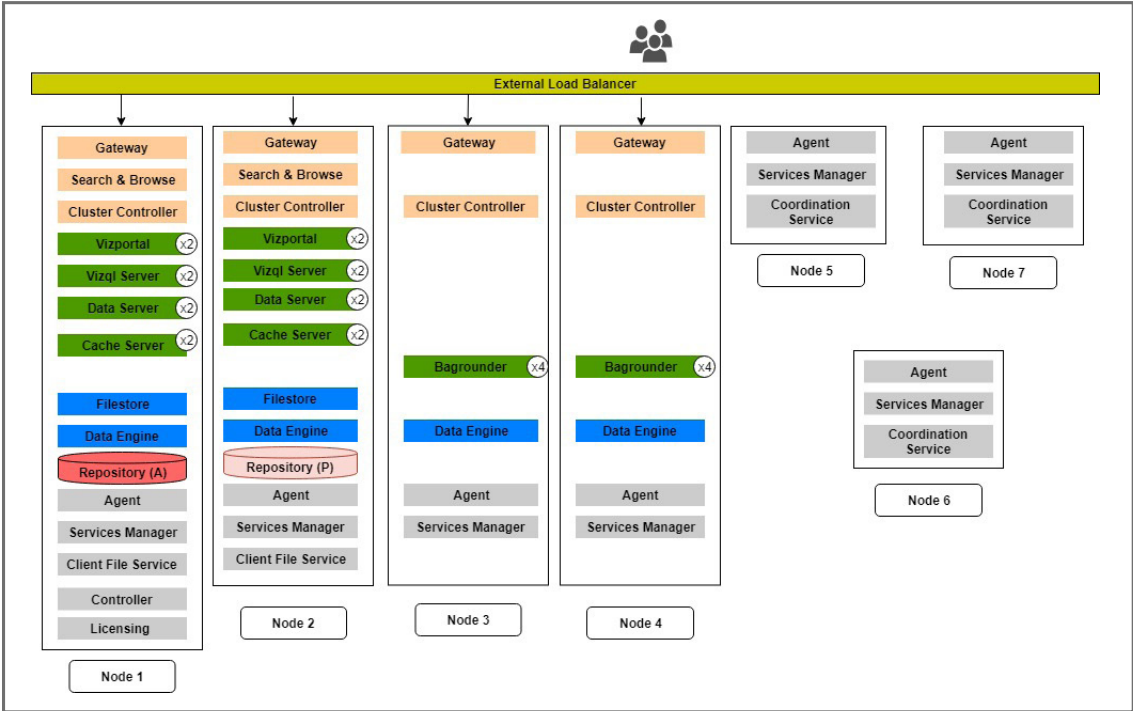 External Load Balancer
Gateway
Search & Browse
Cluster Controller
Vizportal x2
Vizql Server x2
Data Server x2
Cache Server x2
Filestore
Data Engine
Repository (A)
Agent
Services Manager
Client File Service
Controller
Licensing
Node 1
Gateway
Search & Browse
Cluster Controller
Vizportal x2
Vizql Server x2
Data Server x2
Cache Server x2
Filestore
Data Engine
Repository (P)
Agent
Services Manager
Client File Service
Node 2
Gateway
Cluster Controller
Bagrounder x4
Data Engine
Agent
Services Manager
Node 3
Gateway
Cluster Controller
Bagrounder x4
Data Engine
Agent
Services Manager
Node 4
Agent
Services Manager
Coordination
Service
Node 5
Agent
Services Manager
Coordination
Service
Node 7
Agent
Services Manager
Coordination
Service
Node 6